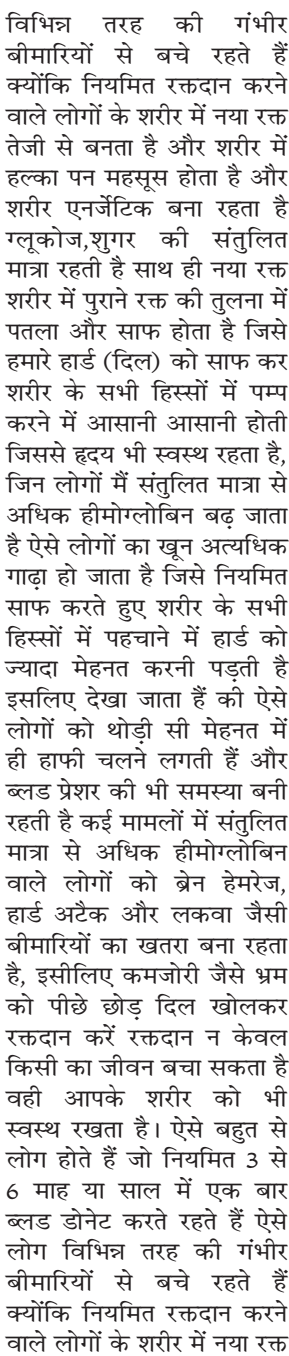 विभिन्न तरह की गंभीर
बीमारियों से बचे रहते हैं
क्योंकि नियमित रक्तदान करने
वाले लोगों के शरीर में नया रक्त
तेजी से बनता है और शरीर में
हल्का पन महसूस होता है और
शरीर एनर्जेटिक बना रहता है
ग्लूकोज,शुगर की संतुलित
मात्रा रहती है साथ ही नया रक्त
शरीर में पुराने रक्त की तुलना में
पतला और साफ होता है जिसे
हमारे हार्ड (दिल) को साफ कर
शरीर के सभी हिस्सों में पम्प
करने में आसानी आसानी होती
जिससे हृदय भी स्वस्थ रहता है,
जिन लोगों मैं संतुलित मात्रा से
अधिक हीमोग्लोबिन बढ़ जाता
है ऐसे लोगों का खून अत्यधिक
गाढ़ा हो जाता है जिसे नियमित
साफ करते हुए शरीर के सभी
हिस्सों में पहचाने में हार्ड को
ज्यादा मेहनत करनी पड़ती है
इसलिए देखा जाता हैं की ऐसे
लोगों को थोड़ी सी मेहनत में
ही हाफी चलने लगती हैं और
ब्लड प्रेशर की भी समस्या बनी
रहती है कई मामलों में संतुलित
मात्रा से अधिक हीमोग्लोबिन
वाले लोगों को ब्रेन हेमरेज,
हार्ड अटैक और लकवा जैसी
बीमारियों का खतरा बना रहता
है, इसीलिए कमजोरी जैसे भ्रम
को पीछे छोड़ दिल खोलकर
रक्तदान करें रक्तदान न केवल
किसी का जीवन बचा सकता है
वही आपके शरीर को भी
स्वस्थ रखता है। ऐसे बहुत से
लोग होते हैं जो नियमित 3 से
6 माह या साल में एक बार
ब्लड डोनेट करते रहते हैं ऐसे
लोग विभिन्न तरह की गंभीर
बीमारियों से बचे रहते हैं
क्योंकि नियमित रक्तदान करने
वाले लोगों के शरीर में नया रक्त